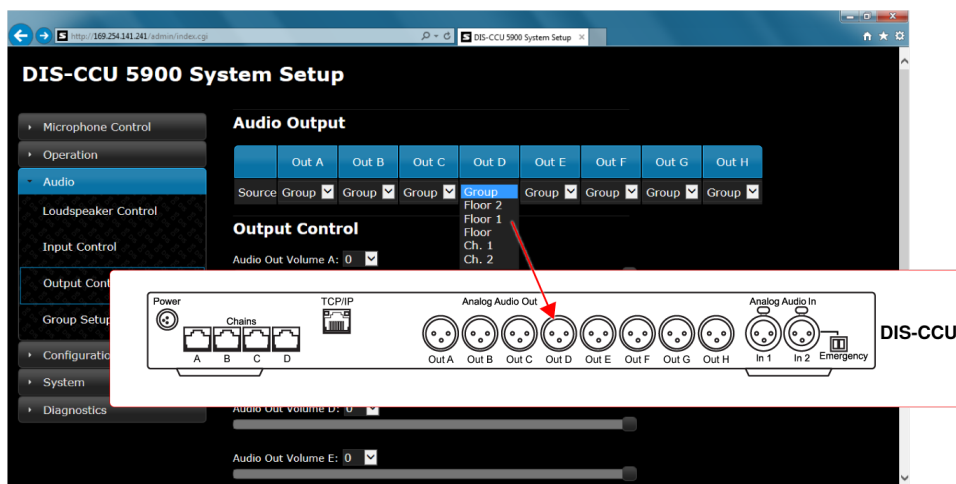 http://169.254.141.241/admin/index.cgi
DIS-CCU 5900 System Setup
DIS-CCU 5900 System Setup
Microphone Control
Operation
Audio
Loudspeaker Control
Input Control
Output Cont
Group Setup
Configuratio
System
Diagnostics
Audio Output
Out A Out B Out C Out D Out E Out F Out G Out H
Source Group Group Group Group Group Group Group Group
Floor 2
Floor 1
Floor
Ch. 1
Ch. 2
Output Control
Audio Out Volume A: 0
Power
Chains
A B C D
TCP/IP
Analog Audio Out
Out A Out B Out C Out D Out E Out F Out G Out H
Analog Audio In
In 1 In 2 Emergency
DIS-CCU
Audio Out Volume D: 0
Audio Out Volume E: 0